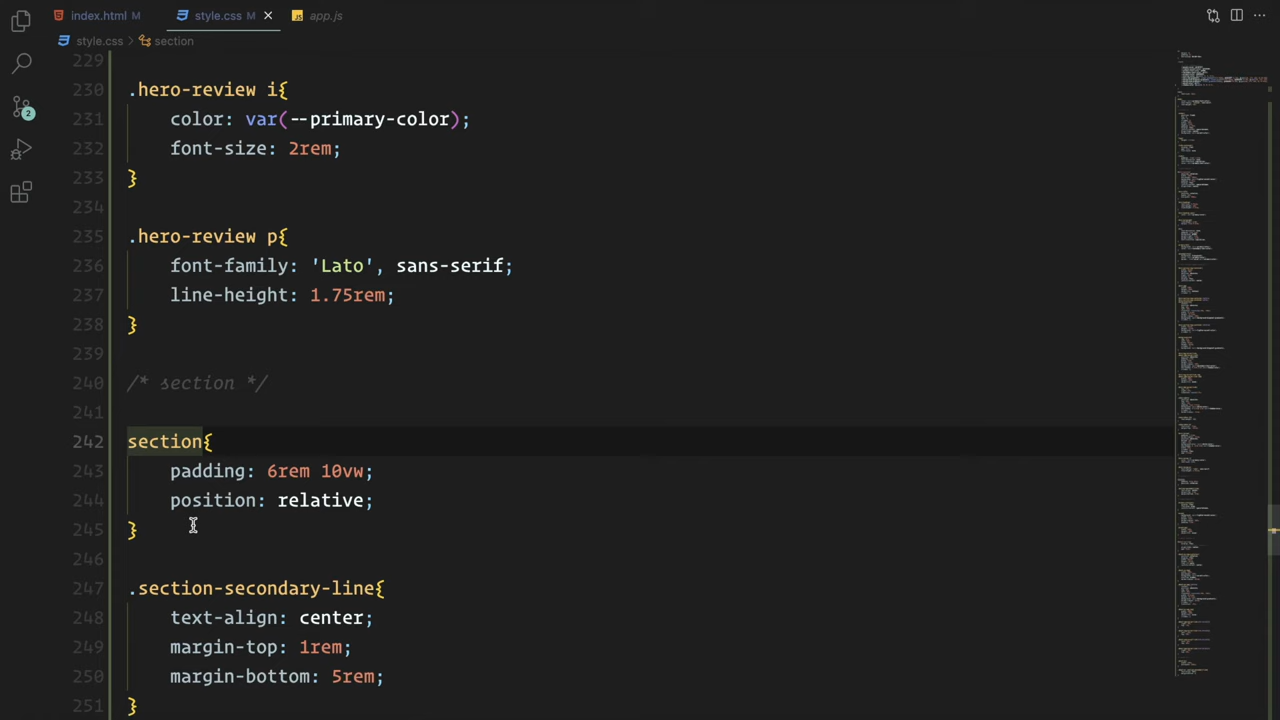 index.html M
style.css M
app.js
style.css > section
229
230 .hero-review i{
231 color: var(--primary-color);
232 font-size: 2rem;
233 }
234
235 .hero-review p{
236 font-family: 'Lato', sans-serif;
237 line-height: 1.75rem;
238 }
239
240 /* section */
241
242 section{
243 padding: 6rem 10vw;
244 position: relative;
245 }
246
247 .section-secondary-line{
248 text-align: center;
249 margin-top: 1rem;
250 margin-bottom: 5rem;
251 }
2